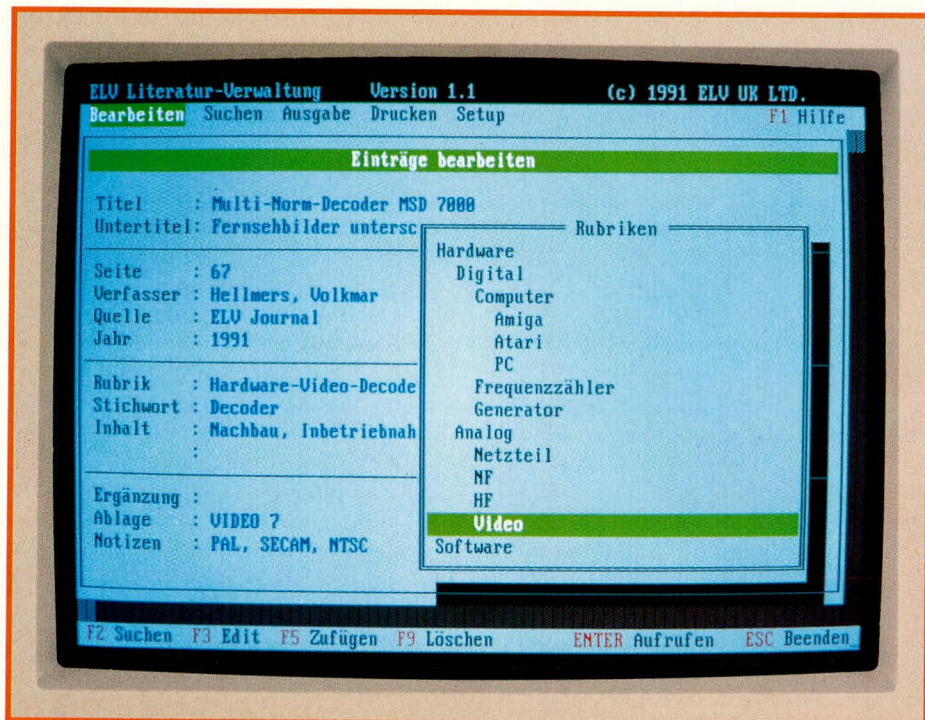 ELV Literatur-Verwaltung Version 1.1 (c) 1991 ELV UK LTD.
Bearbeiten Suchen Ausgabe Drucken Setup F1 Hilfe
Einträge bearbeiten
Titel : Multi-Norm-Decoder MSD 7000
Untertitel: Fernsehbilder untersc
Seite : 67
Verfasser : Hellmers, Volkmar
Quelle : ELV Journal
Jahr : 1991
Rubrik : Hardware-Video-Decode
Stichwort : Decoder
Inhalt : Nachbau, Inbetriebnah
:
Ergänzung :
Ablage : VIDEO 7
Notizen : PAL, SECAM, NTSC
Rubriken
Hardware
Digital
Computer
Amiga
Atari
PC
Frequenzzähler
Generator
Analog
Netzteil
NF
HF
Video
Software
F2 Suchen F3 Edit F5 Zufügen F9 Löschen ENTER Aufrufen ESC Beenden